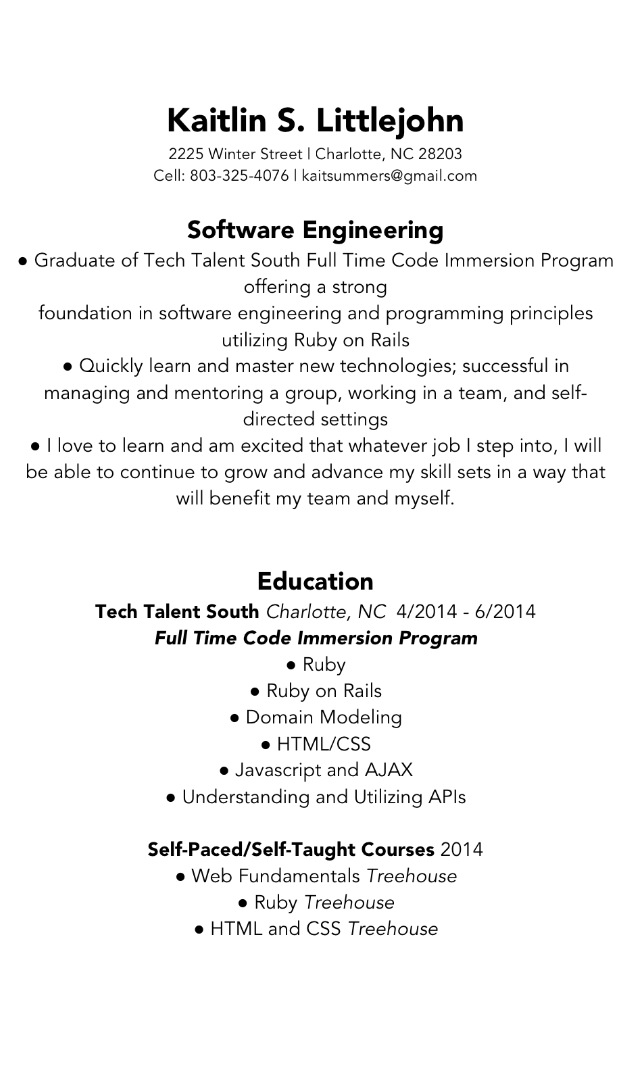 Kaitlin S. Littlejohn
2225 Winter Street | Charlotte, NC 28203
Cell: 803-325-4076 | kaitsummers@gmail.com
Software Engineering
● Graduate of Tech Talent South Full Time Code Immersion Program
offering a strong
foundation in software engineering and programming principles
utilizing Ruby on Rails
● Quickly learn and master new technologies; successful in
managing and mentoring a group, working in a team, and self-
directed settings
● I love to learn and am excited that whatever job I step into, I will
be able to continue to grow and advance my skill sets in a way that
will benefit my team and myself.
Education
Tech Talent South Charlotte, NC 4/2014 - 6/2014
Full Time Code Immersion Program
● Ruby
● Ruby on Rails
● Domain Modeling
● HTML/CSS
● Javascript and AJAX
● Understanding and Utilizing APIs
Self-Paced/Self-Taught Courses 2014
● Web Fundamentals Treehouse
● Ruby Treehouse
● HTML and CSS Treehouse